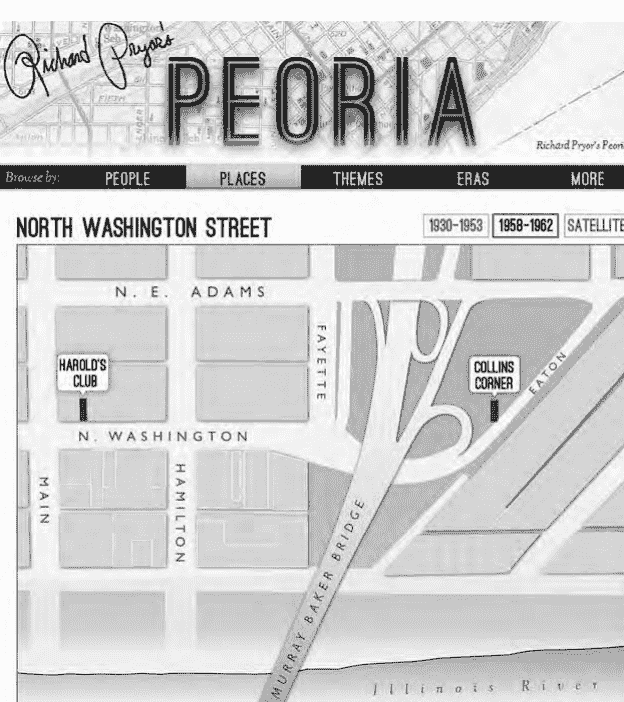 Richard Pryor's
PEORIA
Richard Pryor's Peori
Browse by: PEOPLE PLACES THEMES ERAS MORE
NORTH WASHINGTON STREET
1930-1953 1958-1962 SATELLITE
N. E. ADAMS
FAYETTE
HAROLD'S
CLUB
COLLINS
CORNER
EATON
N. WASHINGTON
MAIN
HAMILTON
MURRAY BAKER BRIDGE
Illinois River